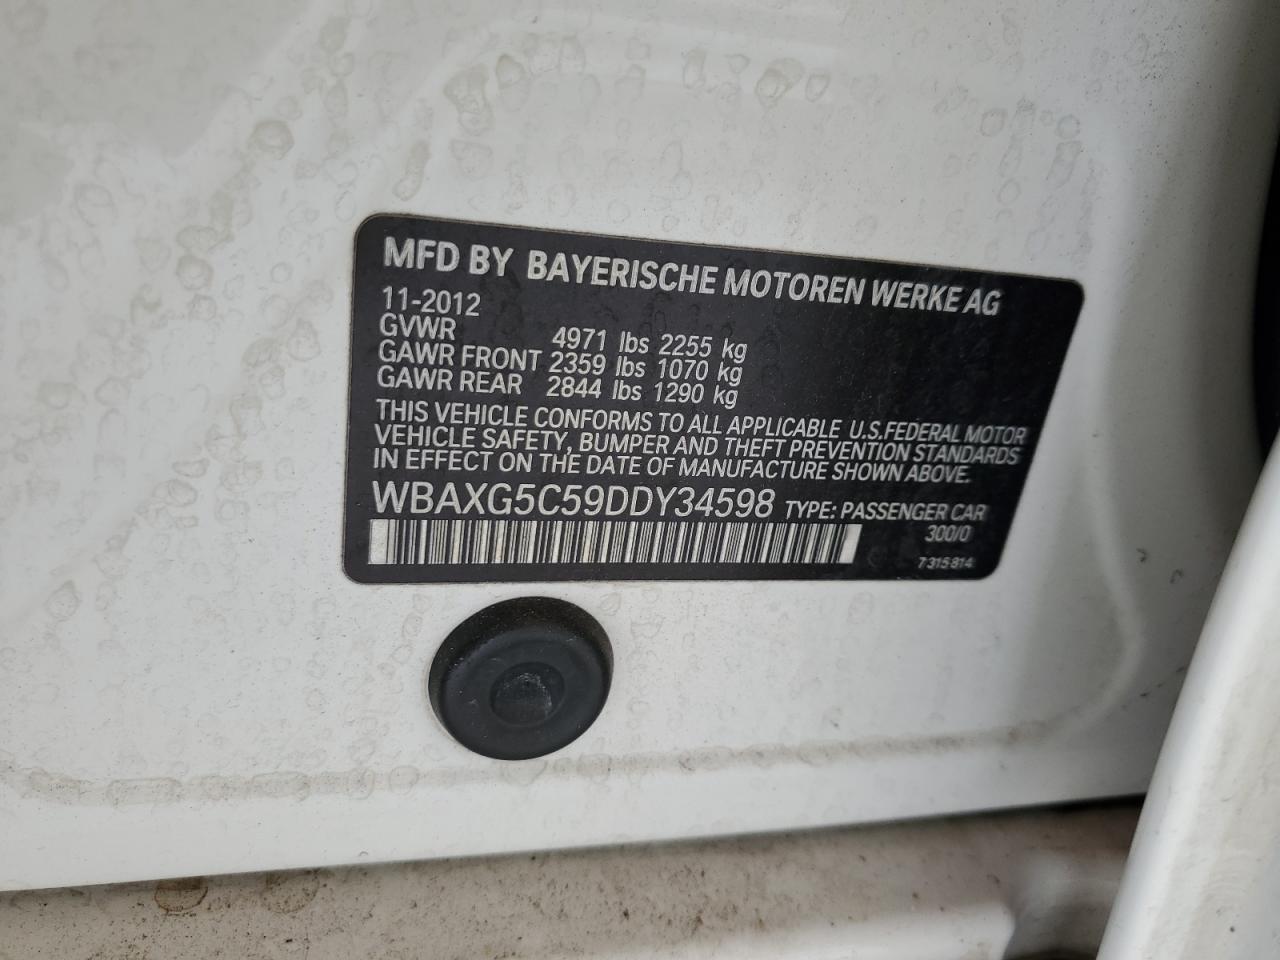 MFD BY BAYERISCHE MOTOREN WERKE AG
11-2012
GVWR 4971 lbs 2255 kg
GAWR FRONT 2359 lbs 1070 kg
GAWR REAR 2844 lbs 1290 kg
THIS VEHICLE CONFORMS TO ALL APPLICABLE U.S.FEDERAL MOTOR
VEHICLE SAFETY, BUMPER AND THEFT PREVENTION STANDARDS
IN EFFECT ON THE DATE OF MANUFACTURE SHOWN ABOVE.
WBAXG5C59DDY34598 TYPE: PASSENGER CAR
300/0
7315814